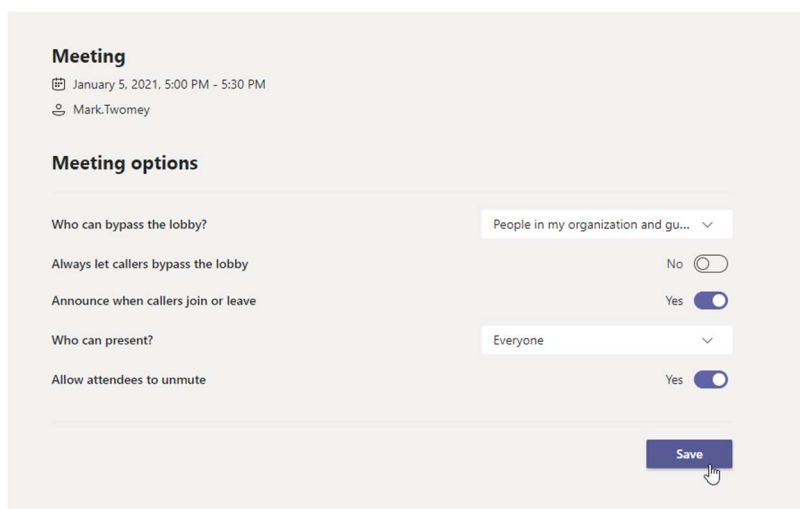 Meeting
January 5, 2021, 5:00 PM - 5:30 PM
Mark.Twomey
Meeting options
Who can bypass the lobby? People in my organization and gu...
Always let callers bypass the lobby No
Announce when callers join or leave Yes
Who can present? Everyone
Allow attendees to unmute Yes
Save